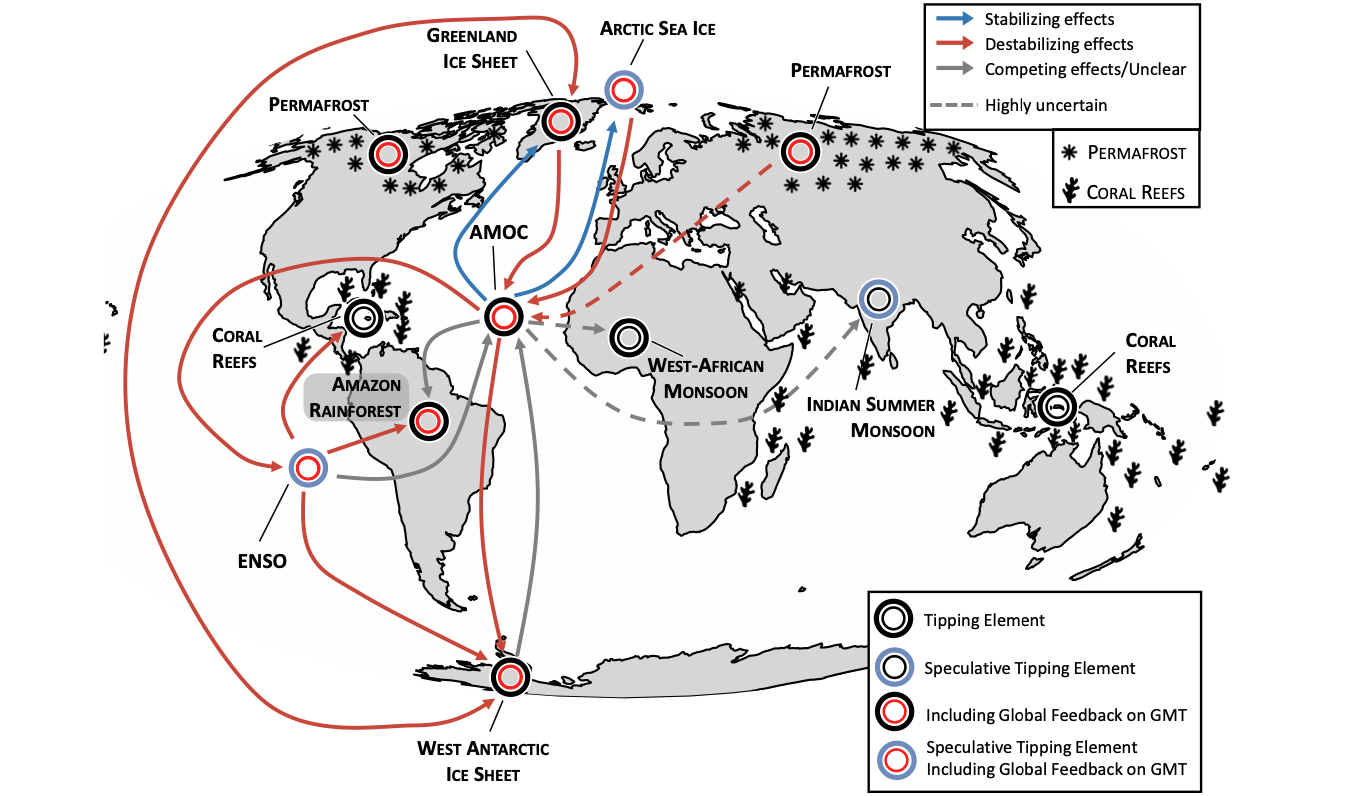 GREENLAND
ICE SHEET
ARCTIC SEA ICE
PERMAFROST
PERMAFROST
Stabilizing effects
Destabilizing effects
Competing effects/Unclear
Highly uncertain
PERMAFROST
CORAL REEFS
AMOC
CORAL
REEFS
AMAZON
RAINFOREST
WEST-AFRICAN
MONSOON
INDIAN SUMMER
MONSOON
CORAL
REEFS
ENSO
WEST ANTARCTIC
ICE SHEET
Tipping Element
Speculative Tipping Element
Including Global Feedback on GMT
Speculative Tipping Element
Including Global Feedback on GMT